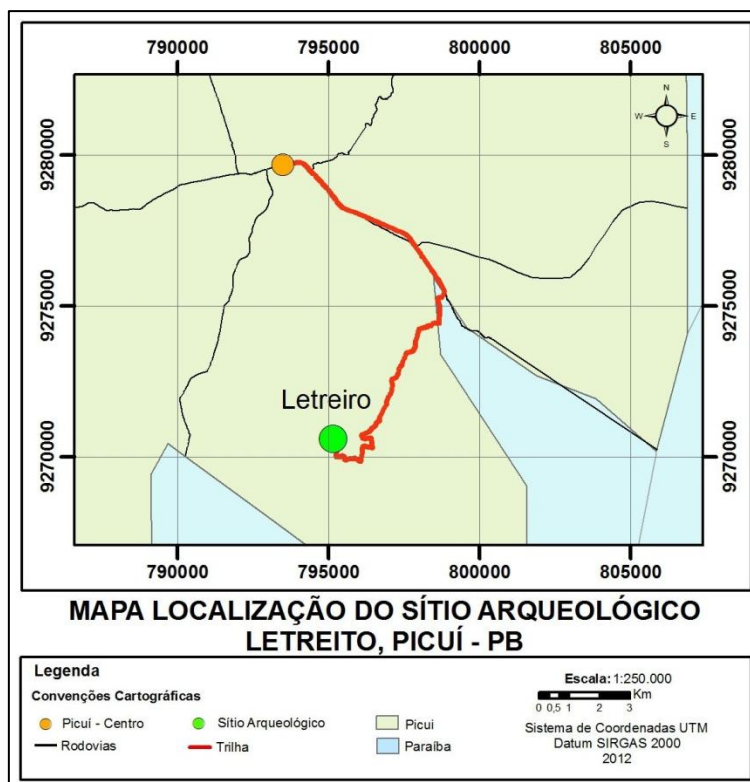 790000 795000 800000 805000
N
W E
S
9280000 9280000
9275000 9275000
Letreiro
9270000 9270000
790000 795000 800000 805000
MAPA LOCALIZAÇÃO DO SÍTIO ARQUEOLÓGICO
LETREITO, PICUÍ - PB
Legenda
Convenções Cartográficas
Picuí - Centro
Sítio Arqueológico
Picui
Rodovias
Trilha
Paraíba
Escala: 1:250.000
0 0,5 1 2 3 Km
Sistema de Coordenadas UTM
Datum SIRGAS 2000
2012